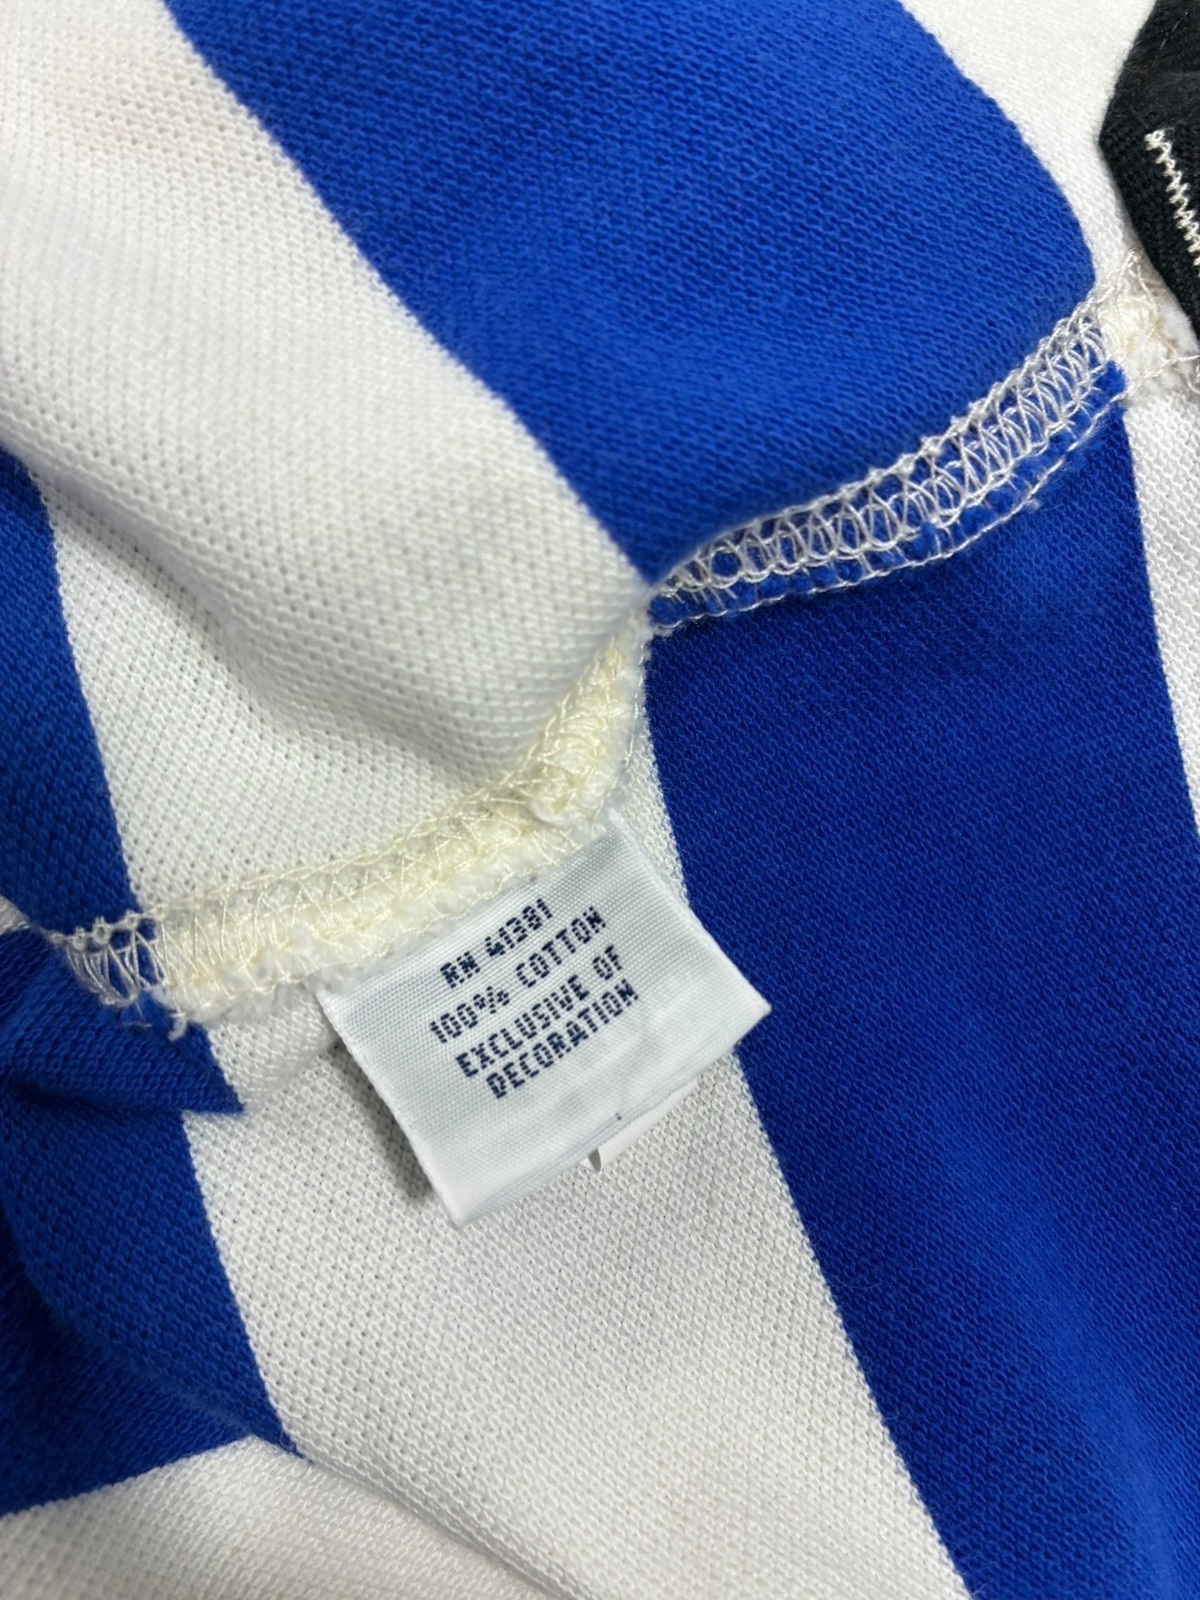 RN 41381
100% COTTON
EXCLUSIVE OF
DECORATION